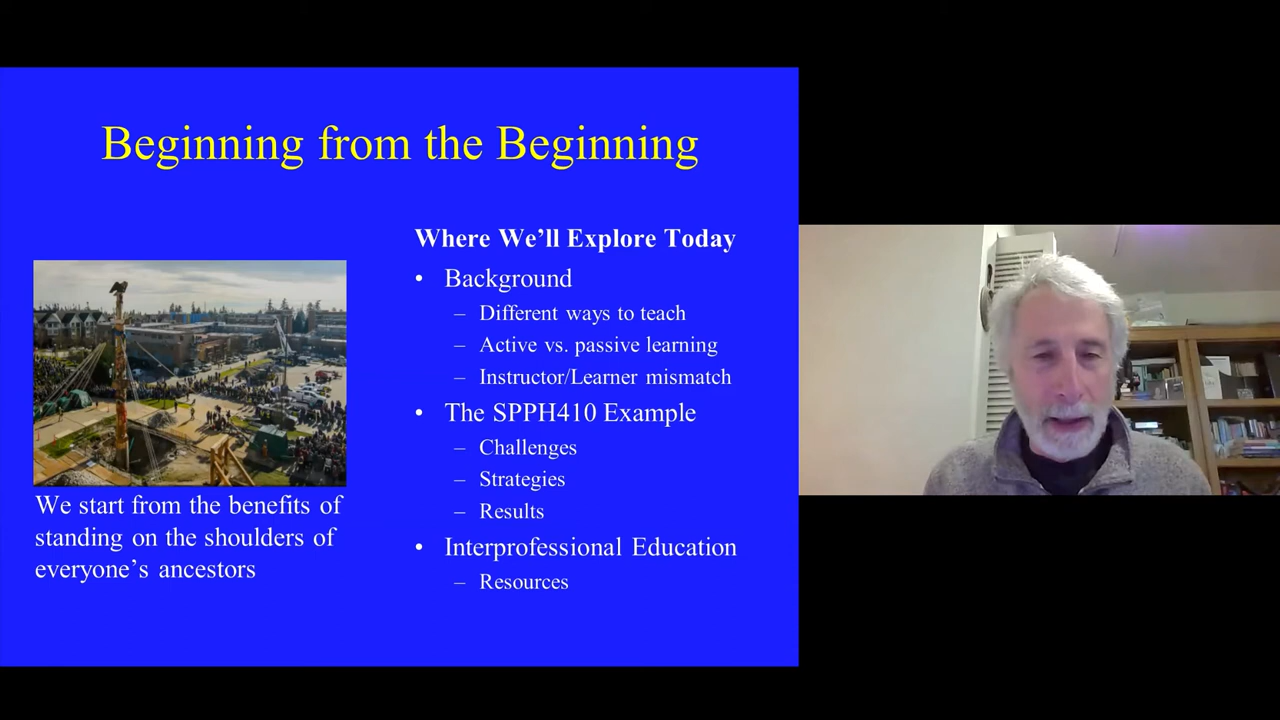 Beginning from the Beginning
Where We’ll Explore Today
• Background
– Different ways to teach
– Active vs. passive learning
– Instructor/Learner mismatch
• The SPPH410 Example
– Challenges
– Strategies
– Results
• Interprofessional Education
– Resources
We start from the benefits of
standing on the shoulders of
everyone’s ancestors